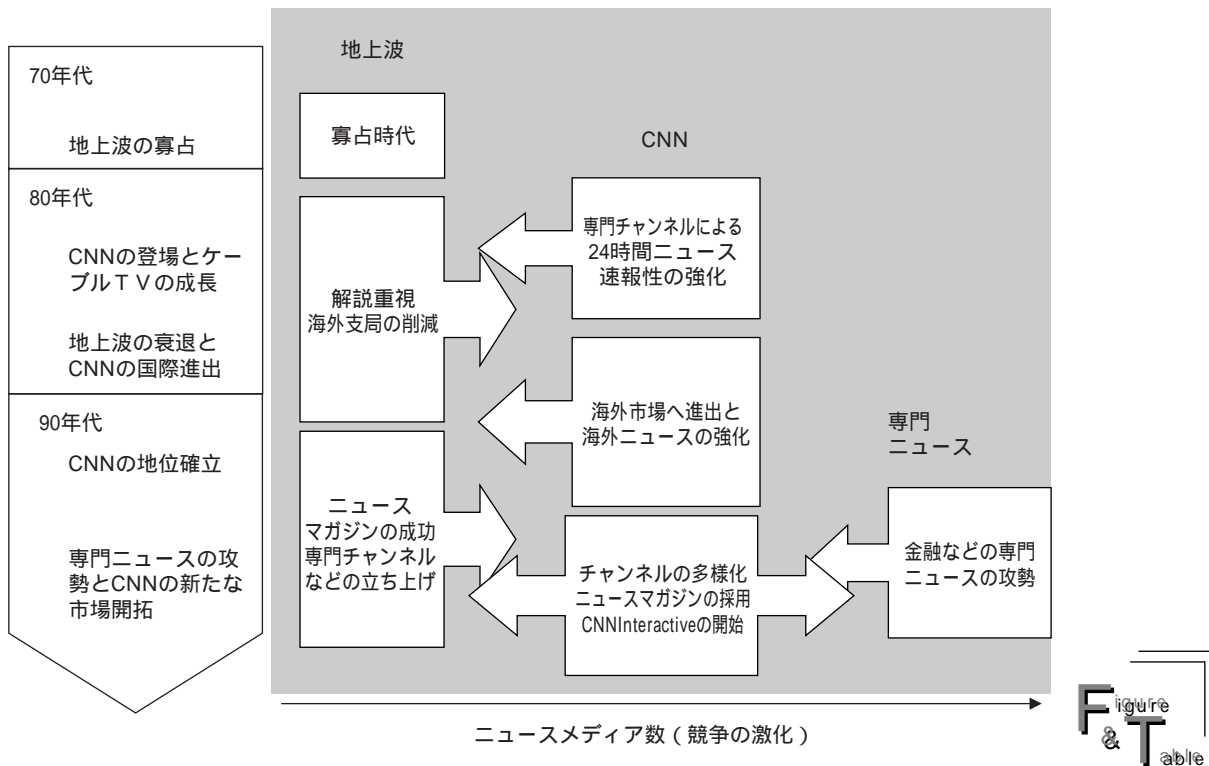 70年代
地上波の寡占
80年代
CNNの登場とケー
ブルＴＶの成長
地上波の衰退と
CNNの国際進出
90年代
CNNの地位確立
専門ニュースの攻
勢とCNNの新たな
市場開拓
地上波
寡占時代
解説重視
海外支局の削減
ニュース
マガジンの成功
専門チャンネル
などの立ち上げ
CNN
専門チャンネルによる
24時間ニュース
速報性の強化
海外市場へ進出と
海外ニュースの強化
チャンネルの多様化
ニュースマガジンの採用
CNNInteractiveの開始
専門
ニュース
金融などの専門
ニュースの攻勢
ニュースメディア数（競争の激化）
Figure
& Table